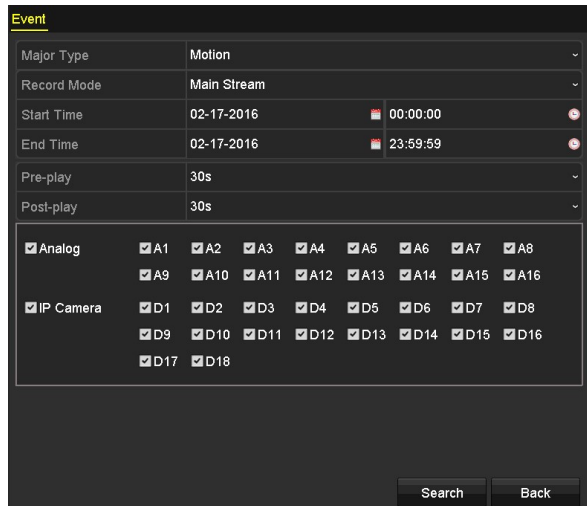 Event
Major Type Motion
Record Mode Main Stream
Start Time 02-17-2016 00:00:00
End Time 02-17-2016 23:59:59
Pre-play 30s
Post-play 30s
Analog A1 A2 A3 A4 A5 A6 A7 A8
A9 A10 A11 A12 A13 A14 A15 A16
IP Camera D1 D2 D3 D4 D5 D6 D7 D8
D9 D10 D11 D12 D13 D14 D15 D16
D17 D18
Search Back